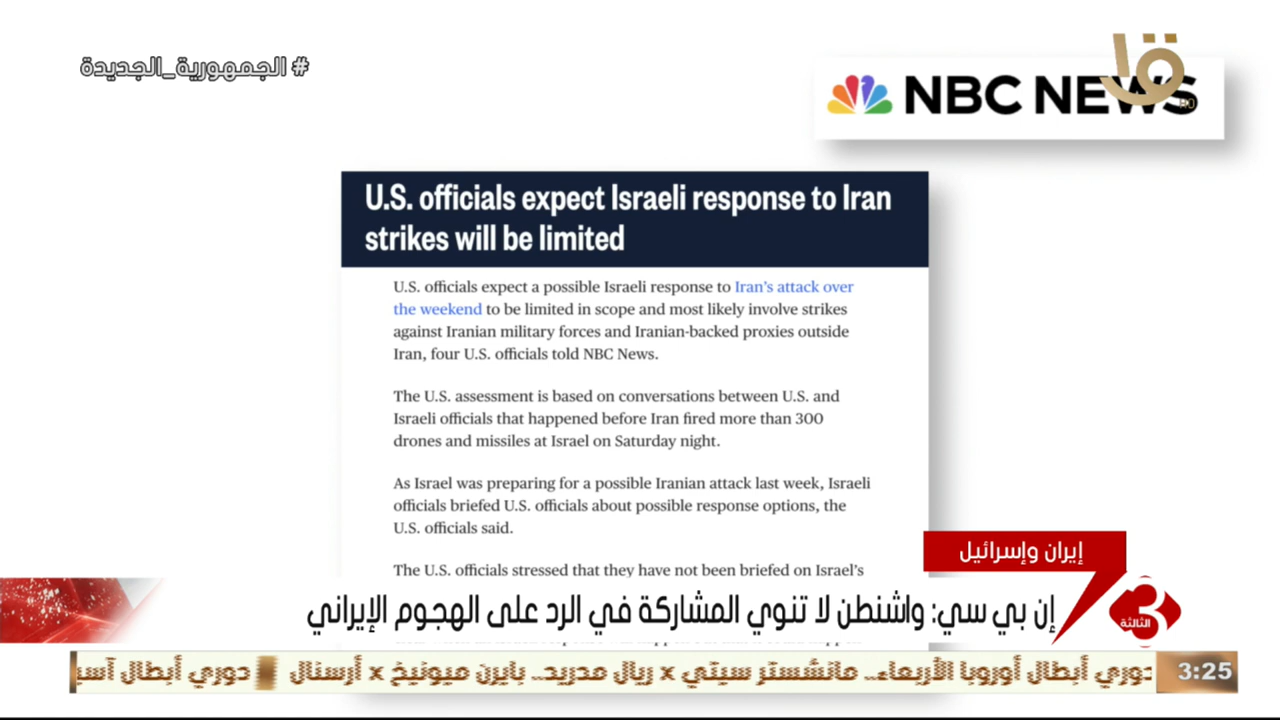 # الجمهورية_الجديدة
NBC NEWS
HD
U.S. officials expect Israeli response to Iran
strikes will be limited
U.S. officials expect a possible Israeli response to Iran's attack over
the weekend to be limited in scope and most likely involve strikes
against Iranian military forces and Iranian-backed proxies outside
Iran, four U.S. officials told NBC News.
The U.S. assessment is based on conversations between U.S. and
Israeli officials that happened before Iran fired more than 300
drones and missiles at Israel on Saturday night.
As Israel was preparing for a possible Iranian attack last week, Israeli
officials briefed U.S. officials about possible response options, the
U.S. officials said.
The U.S. officials stressed that they have not been briefed on Israel's
إيران وإسرائيل
إن بي سي: واشنطن لا تنوي المشاركة في الرد على الهجوم الإيراني
3 الثالثة
دوري أبطال أوروبا الأربعاء.. مانشستر سيتي x ريال مدريد.. بايرن ميونيخ x أرسنال دوري أبطال
3:25